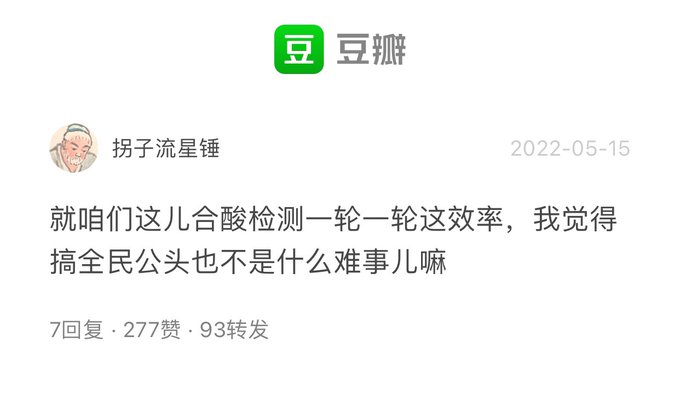 豆 豆瓣
拐子流星锤 2022-05-15
就咱们这儿合酸检测一轮一轮这效率，我觉得
搞全民公头也不是什么难事儿嘛
7回复 · 277赞 · 93转发